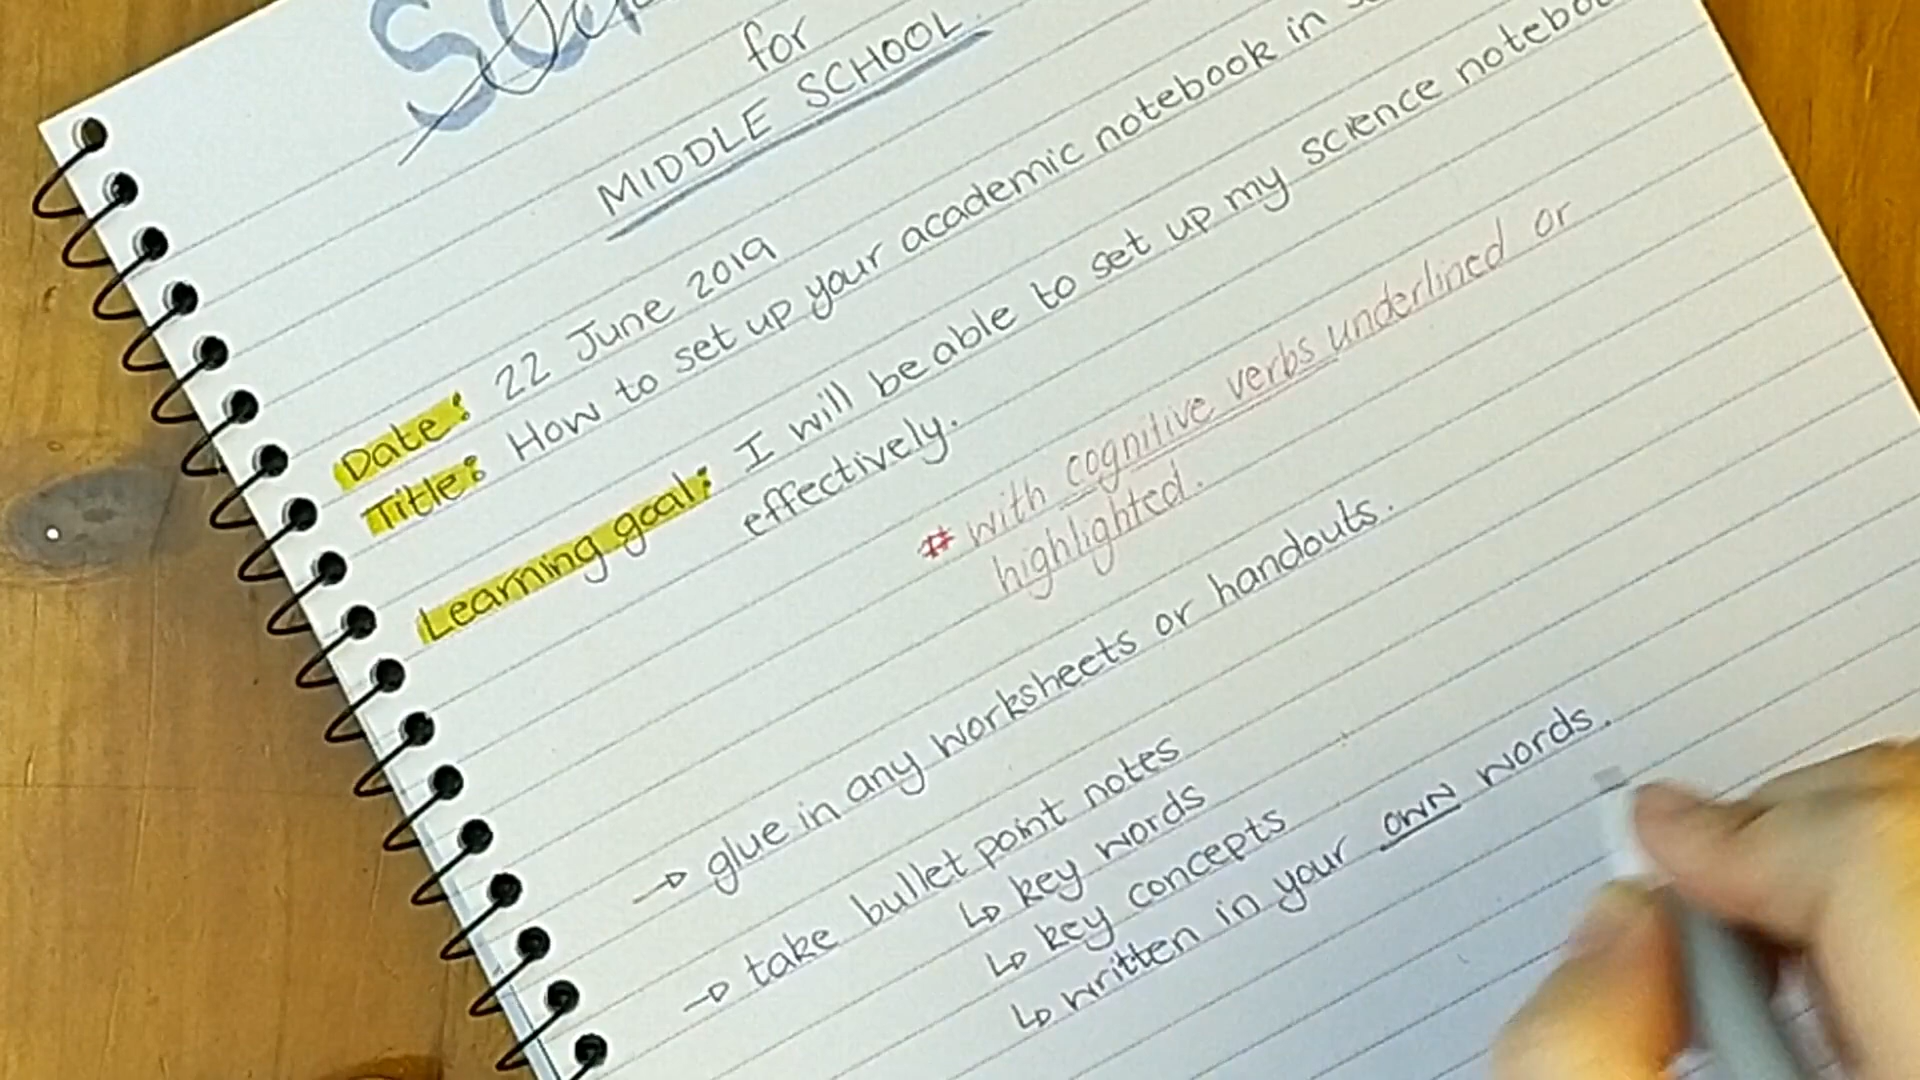 for
MIDDLE SCHOOL
Date: 22 June 2019
Title: How to set up your academic notebook in
Learning goal: I will be able to set up my science
effectively.
# with cognitive verbs underlined or
highlighted.
→ glue in any worksheets or handouts.
→ take bullet point notes
↳ key words
↳ key concepts
↳ written in your own words.